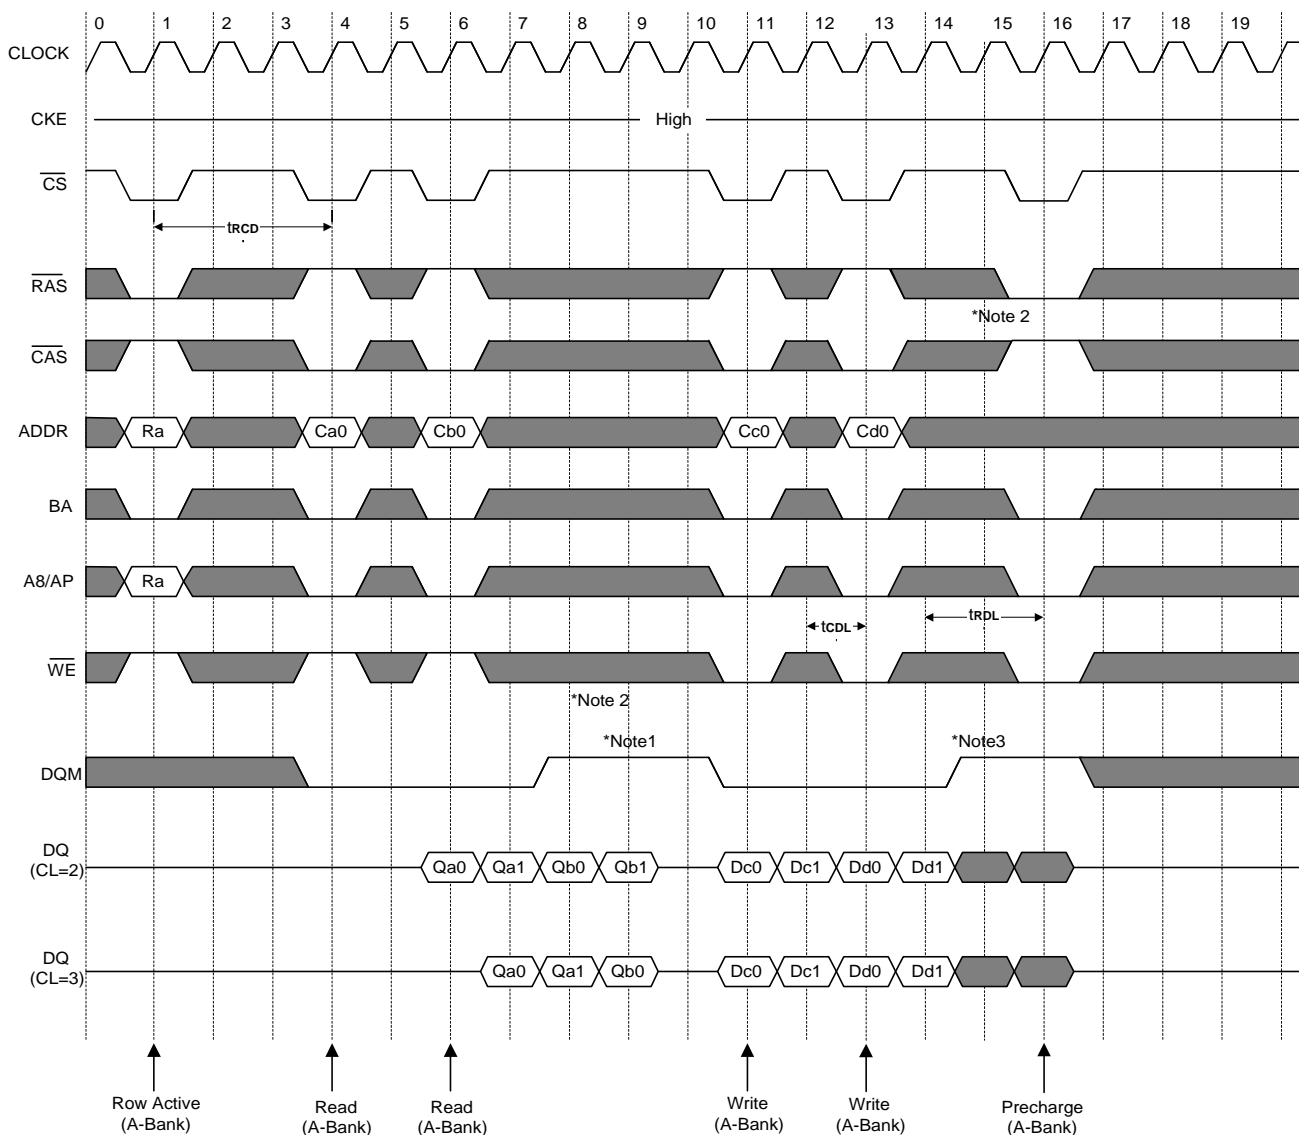 0 1 2 3 4 5 6 7 8 9 10 11 12 13 14 15 16 17 18 19
CLOCK
CKE High
CS
tRCD
RAS
*Note 2
CAS
ADDR Ra Ca0 Cb0 Cc0 Cd0
BA
A8/AP Ra
tCDL tRDL
WE
*Note 2
*Note1 *Note3
DQM
DQ
(CL=2) Qa0 Qa1 Qb0 Qb1 Dc0 Dc1 Dd0 Dd1
DQ
(CL=3) Qa0 Qa1 Qb0 Dc0 Dc1 Dd0 Dd1
Row Active Read Read Write Write Precharge
(A-Bank) (A-Bank) (A-Bank) (A-Bank) (A-Bank) (A-Bank)